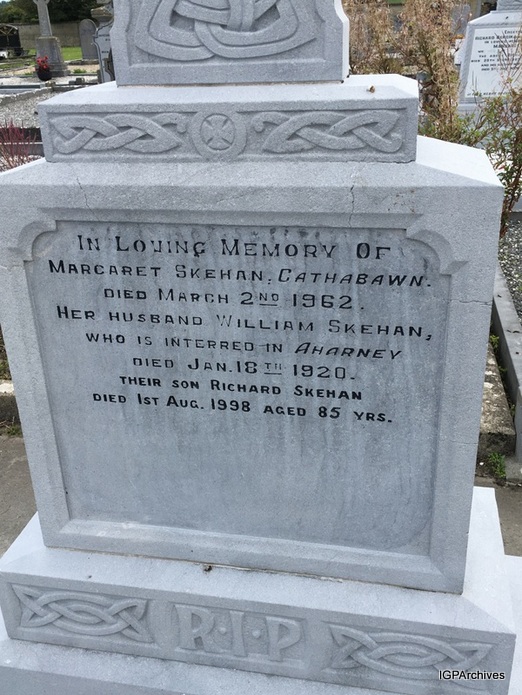 In Loving Memory Of
Margaret Skehan, Cathabawn.
died March 2nd 1962.
Her husband William Skehan,
who is interred in Aharney
died Jan. 18th 1920.
their son Richard Skehan
died 1st Aug. 1998 aged 85 yrs.
R·I·P
IGPArchives